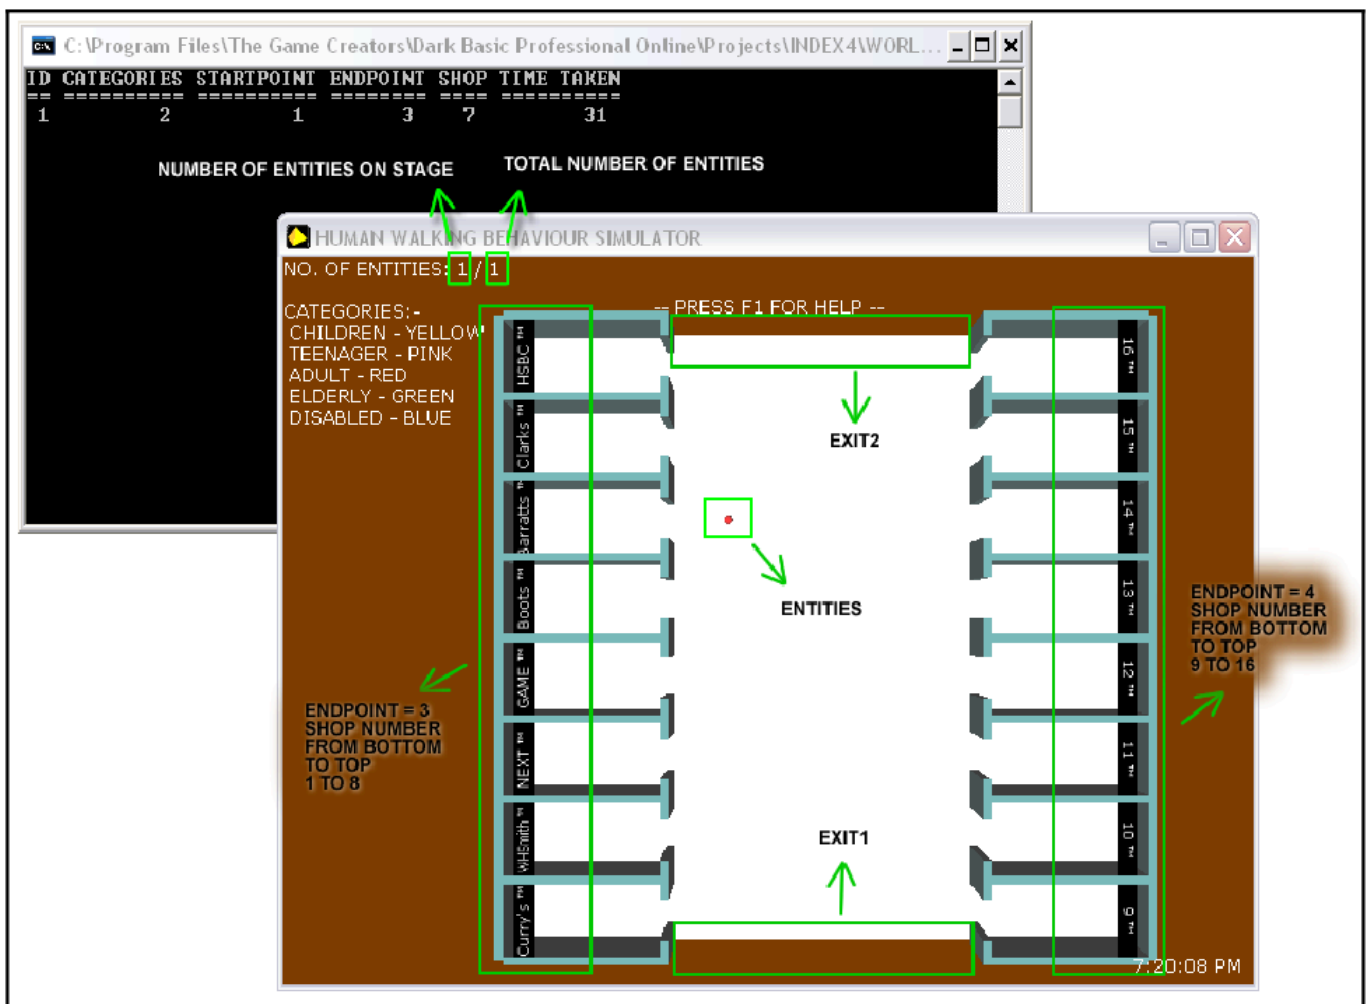 C:\Program Files\The Game Creators\Dark Basic Professional Online\Projects\INDEX4\WORL...
ID CATEGORIES STARTPOINT ENDPOINT SHOP TIME TAKEN
== ========== ========== ======== ==== ==========
1 2 1 3 7 31
NUMBER OF ENTITIES ON STAGE
TOTAL NUMBER OF ENTITIES
HUMAN WALKING BEHAVIOUR SIMULATOR
NO. OF ENTITIES: 1 / 1
-- PRESS F1 FOR HELP --
CATEGORIES:-
CHILDREN - YELLOW
TEENAGER - PINK
ADULT - RED
ELDERLY - GREEN
DISABLED - BLUE
HSBC ™
Clarks ™
Barratts ™
Boots ™
GAME ™
NEXT ™
WHSmith ™
Curry's ™
EXIT2
ENTITIES
EXIT1
16 ™
15 ™
14 ™
13 ™
12 ™
11 ™
10 ™
9 ™
ENDPOINT = 3
SHOP NUMBER
FROM BOTTOM
TO TOP
1 TO 8
ENDPOINT = 4
SHOP NUMBER
FROM BOTTOM
TO TOP
9 TO 16
7:20:08 PM